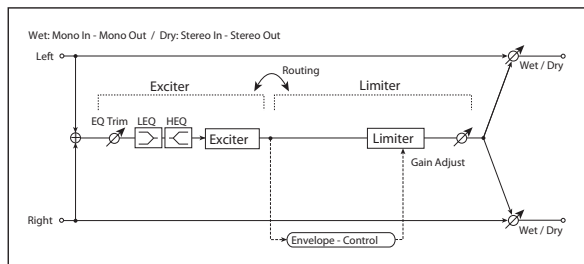 Wet: Mono In - Mono Out / Dry: Stereo In - Stereo Out
Left
Wet / Dry
Routing
Exciter
Limiter
EQ Trim
LEQ
HEQ
Exciter
Limiter
Gain Adjust
Right
Wet / Dry
Envelope - Control